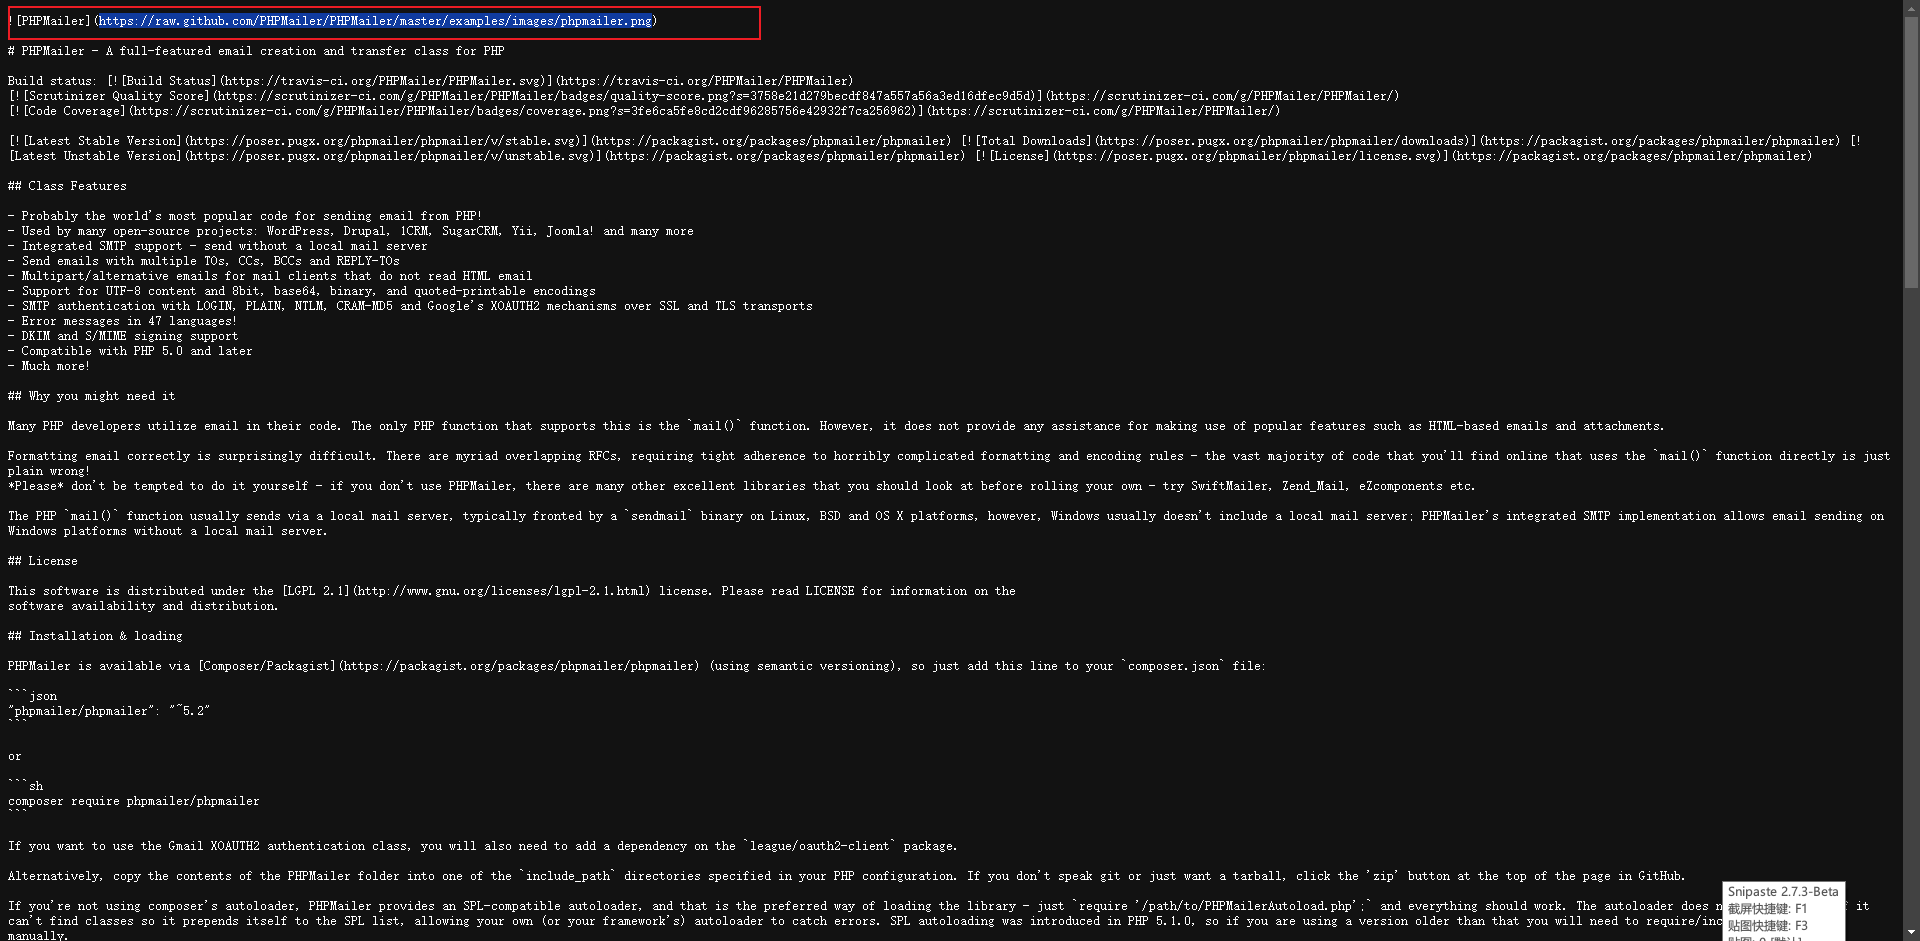 ![PHPMailer](https://raw.github.com/PHPMailer/PHPMailer/master/examples/images/phpmailer.png)
# PHPMailer - A full-featured email creation and transfer class for PHP
Build status: [![Build Status](https://travis-ci.org/PHPMailer/PHPMailer.svg)](https://travis-ci.org/PHPMailer/PHPMailer)
[![Scrutinizer Quality Score](https://scrutinizer-ci.com/g/PHPMailer/PHPMailer/badges/quality-score.png?s=3758e21d279becdf847a557a56a3ed16dfec9d5d)](https://scrutinizer-ci.com/g/PHPMailer/PHPMailer/)
[![Code Coverage](https://scrutinizer-ci.com/g/PHPMailer/PHPMailer/badges/coverage.png?s=3fe6ca5fe8cd2cdf96285756e42932f7ca256962)](https://scrutinizer-ci.com/g/PHPMailer/PHPMailer/)
[![Latest Stable Version](https://poser.pugx.org/phpmailer/phpmailer/v/stable.svg)](https://packagist.org/packages/phpmailer/phpmailer) [![Total Downloads](https://poser.pugx.org/phpmailer/phpmailer/downloads)](https://packagist.org/packages/phpmailer/phpmailer) [!
[Latest Unstable Version](https://poser.pugx.org/phpmailer/phpmailer/v/unstable.svg)](https://packagist.org/packages/phpmailer/phpmailer) [![License](https://poser.pugx.org/phpmailer/phpmailer/license.svg)](https://packagist.org/packages/phpmailer/phpmailer)
## Class Features
- Probably the world's most popular code for sending email from PHP!
- Used by many open-source projects: WordPress, Drupal, 1CRM, SugarCRM, Yii, Joomla! and many more
- Integrated SMTP support - send without a local mail server
- Send emails with multiple TOs, CCs, BCCs and REPLY-TOs
- Multipart/alternative emails for mail clients that do not read HTML email
- Support for UTF-8 content and 8bit, base64, binary, and quoted-printable encodings
- SMTP authentication with LOGIN, PLAIN, NTLM, CRAM-MD5 and Google's XOAUTH2 mechanisms over SSL and TLS transports
- Error messages in 47 languages!
- DKIM and S/MIME signing support
- Compatible with PHP 5.0 and later
- Much more!
## Why you might need it
Many PHP developers utilize email in their code. The only PHP function that supports this is the `mail()` function. However, it does not provide any assistance for making use of popular features such as HTML-based emails and attachments.
Formatting email correctly is surprisingly difficult. There are myriad overlapping RFCs, requiring tight adherence to horribly complicated formatting and encoding rules - the vast majority of code that you'll find online that uses the `mail()` function directly is just
plain wrong!
*Please* don't be tempted to do it yourself - if you don't use PHPMailer, there are many other excellent libraries that you should look at before rolling your own - try SwiftMailer, Zend_Mail, eZcomponents etc.
The PHP `mail()` function usually sends via a local mail server, typically fronted by a `sendmail` binary on Linux, BSD and OS X platforms, however, Windows usually doesn't include a local mail server; PHPMailer's integrated SMTP implementation allows email sending on
Windows platforms without a local mail server.
## License
This software is distributed under the [LGPL 2.1](http://www.gnu.org/licenses/lgpl-2.1.html) license. Please read LICENSE for information on the
software availability and distribution.
## Installation & loading
PHPMailer is available via [Composer/Packagist](https://packagist.org/packages/phpmailer/phpmailer) (using semantic versioning), so just add this line to your `composer.json` file:
```json
"phpmailer/phpmailer": "~5.2"
```
or
```sh
composer require phpmailer/phpmailer
```
If you want to use the Gmail XOAUTH2 authentication class, you will also need to add a dependency on the `league/oauth2-client` package.
Alternatively, copy the contents of the PHPMailer folder into one of the `include_path` directories specified in your PHP configuration. If you don't speak git or just want a tarball, click the 'zip' button at the top of the page in GitHub.
If you're not using composer's autoloader, PHPMailer provides an SPL-compatible autoloader, and that is the preferred way of loading the library - just `require '/path/to/PHPMailerAutoload.php';` and everything should work. The autoloader does it
can't find classes so it prepends itself to the SPL list, allowing your own (or your framework's) autoloader to catch errors. SPL autoloading was introduced in PHP 5.1.0, so if you are using a version older than that you will need to
manually.
Snipaste 2.7.3-Beta
截屏快捷键: F1
贴图快捷键: F3